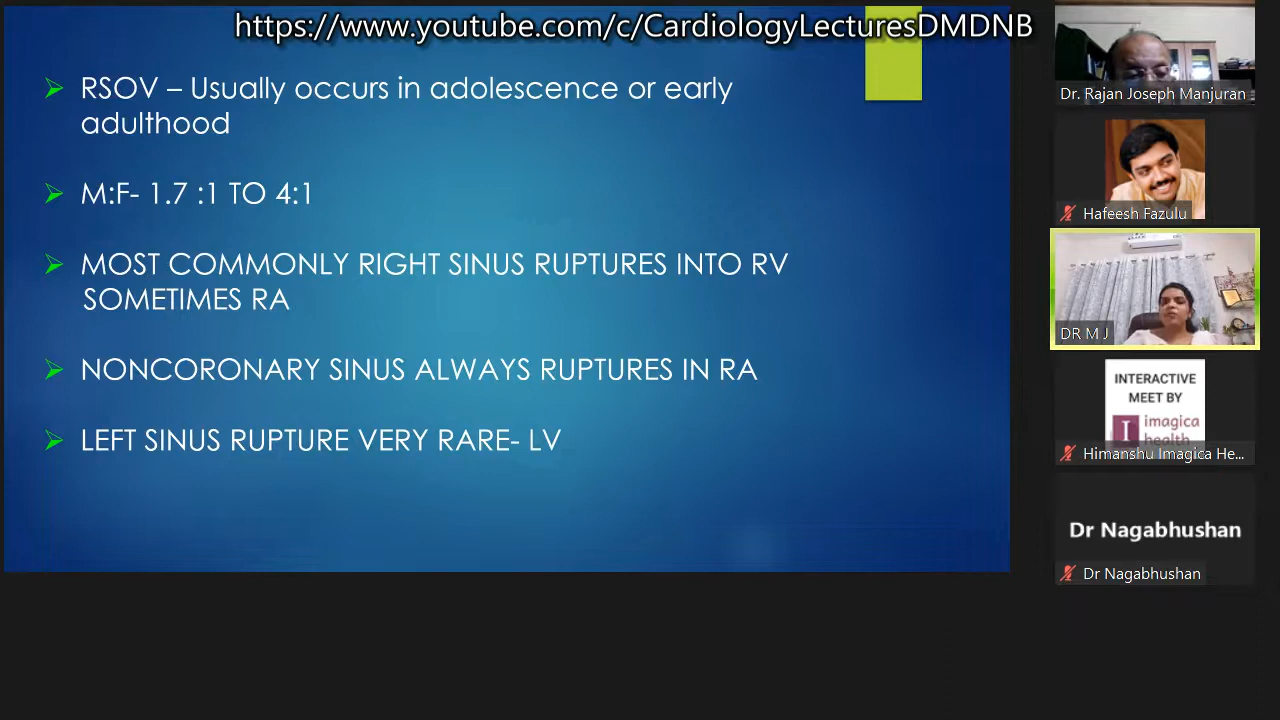 https://www.youtube.com/c/CardiologyLecturesDMDNB
RSOV – Usually occurs in adolescence or early
adulthood
M:F- 1.7 :1 TO 4:1
MOST COMMONLY RIGHT SINUS RUPTURES INTO RV
SOMETIMES RA
NONCORONARY SINUS ALWAYS RUPTURES IN RA
LEFT SINUS RUPTURE VERY RARE- LV
Dr. Rajan Joseph Manjuran
Hafeesh Fazulu
DR M J
INTERACTIVE
MEET BY
I imagica
health
Himanshu Imagica He...
Dr Nagabhushan
Dr Nagabhushan